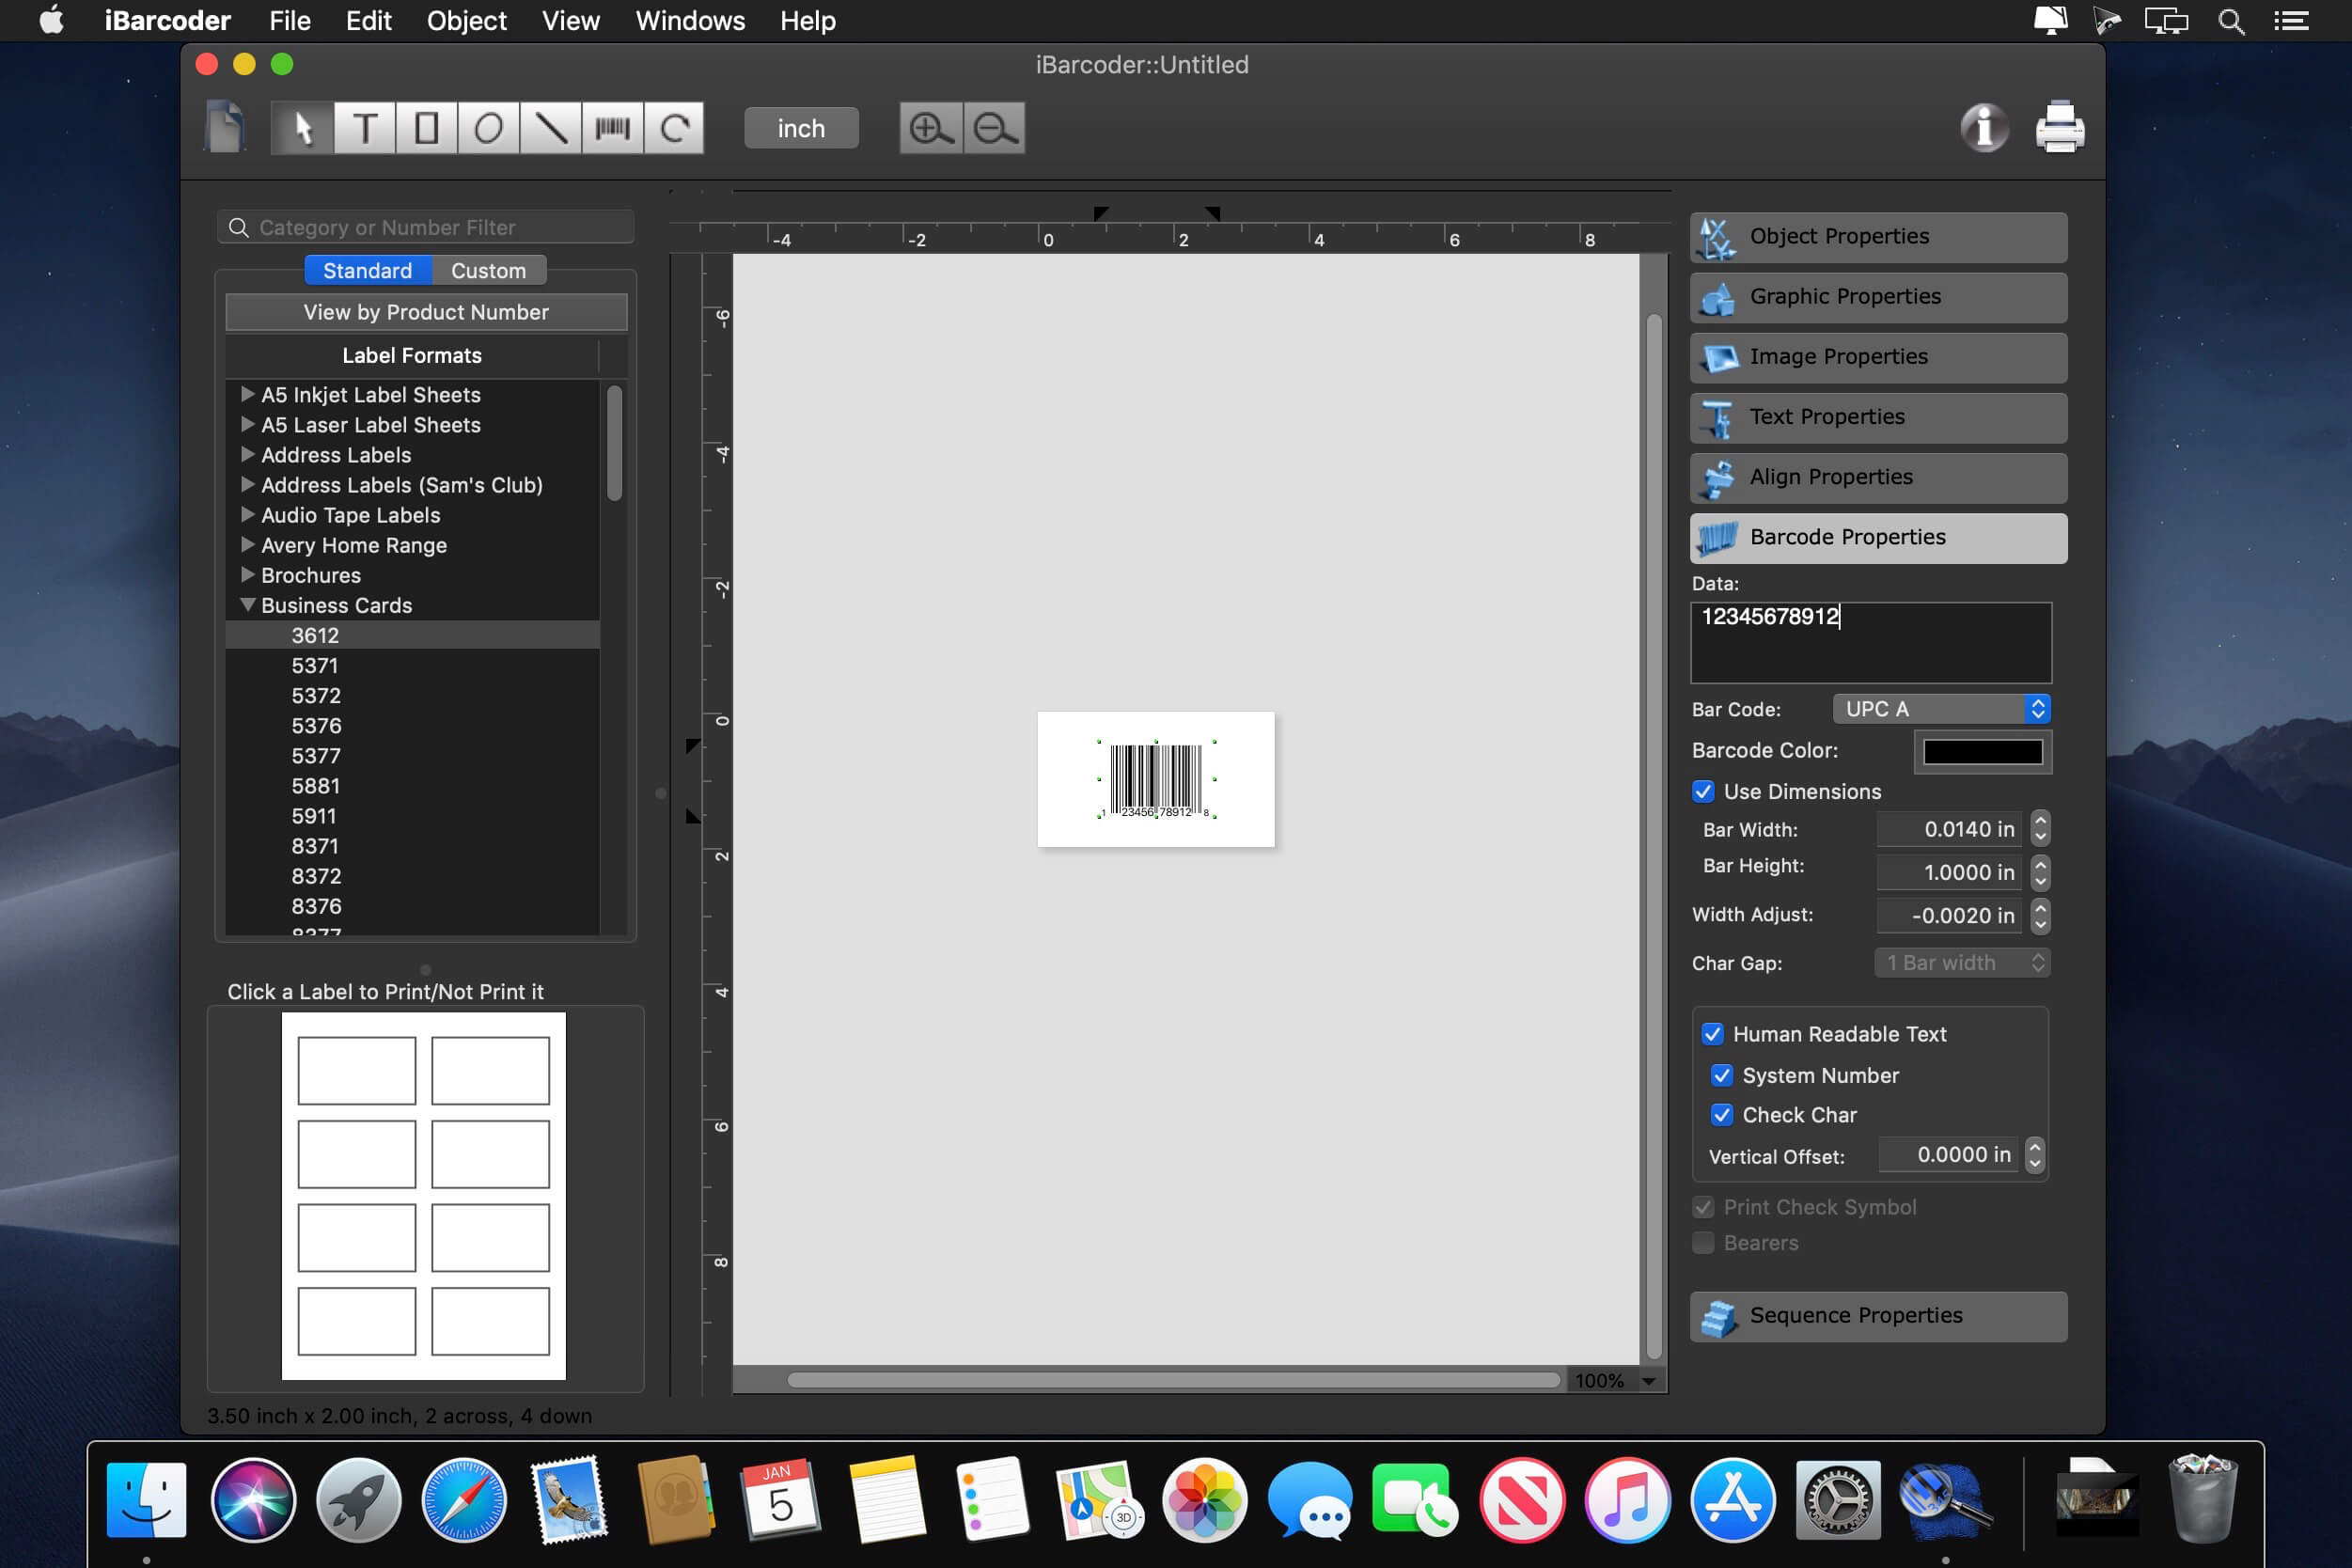 iBarcoder File Edit Object View Windows Help
iBarcoder::Untitled
inch
Category or Number Filter
Standard Custom
View by Product Number
Label Formats
A5 Inkjet Label Sheets
A5 Laser Label Sheets
Address Labels
Address Labels (Sam's Club)
Audio Tape Labels
Avery Home Range
Brochures
Business Cards
3612
5371
5372
5376
5377
5881
5911
8371
8372
8376
8377
Click a Label to Print/Not Print it
3.50 inch x 2.00 inch, 2 across, 4 down
-4 -2 0 2 4 6 8
-6
-4
-2
0
2
4
6
8
1 23456 78912 8
100%
Object Properties
Graphic Properties
Image Properties
Text Properties
Align Properties
Barcode Properties
Data:
12345678912
Bar Code: UPC A
Barcode Color:
Use Dimensions
Bar Width: 0.0140 in
Bar Height: 1.0000 in
Width Adjust: -0.0020 in
Char Gap: 1 Bar width
Human Readable Text
System Number
Check Char
Vertical Offset: 0.0000 in
Print Check Symbol
Bearers
Sequence Properties
JAN
5
3D